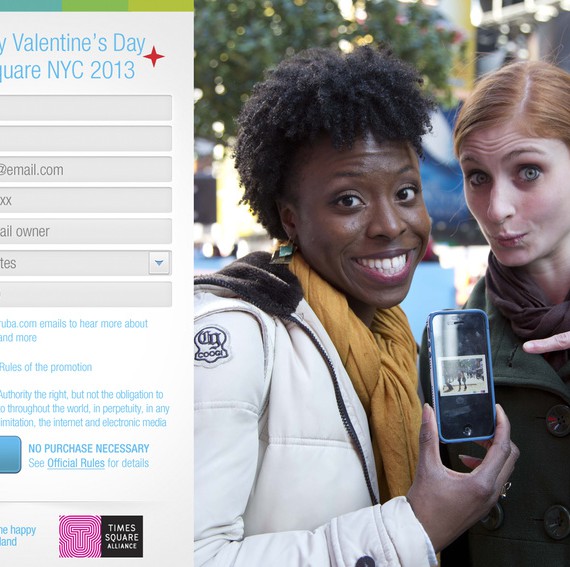 y Valentine's Day
quare NYC 2013
@email.com
xx
ail owner
tes
ruba.com emails to hear more about
and more
Rules of the promotion
Authority the right, but not the obligation to
o throughout the world, in perpetuity, in any
limitation, the internet and electronic media
NO PURCHASE NECESSARY
See Official Rules for details
ne happy
land
TIMES
SQUARE
ALLIANCE
COOGI